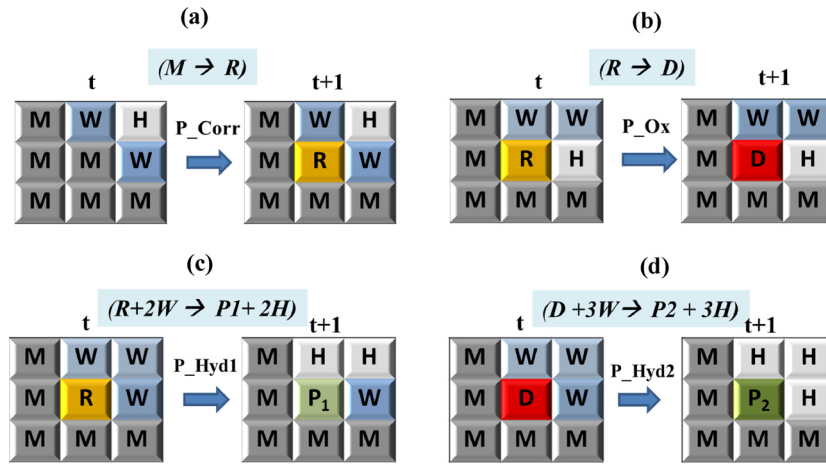 (a)
(M → R)
t
t+1
M W H
M M W
M M M
P_Corr
M W H
M R W
M M M
(b)
(R → D)
t
t+1
M W W
M R H
M M M
P_Ox
M W W
M D H
M M M
(c)
(R+2W → P1+ 2H)
t
t+1
M W W
M R W
M M M
P_Hyd1
M H H
M P₁ W
M M M
(d)
(D +3W→ P2 + 3H)
t
t+1
M W W
M D W
M M M
P_Hyd2
M H H
M P₂ H
M M M